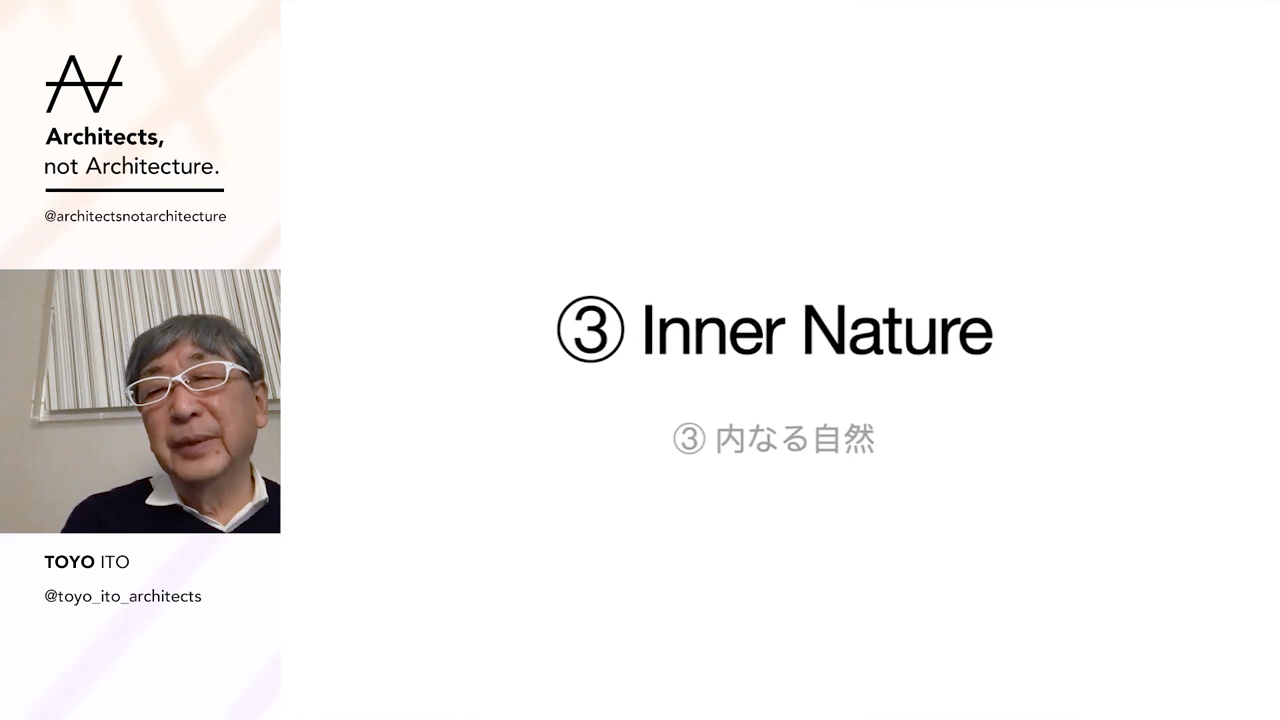 Architects,
not Architecture.
@architectsnotarchitecture
TOYO ITO
@toyo_ito_architects
③ Inner Nature
③ 内なる自然